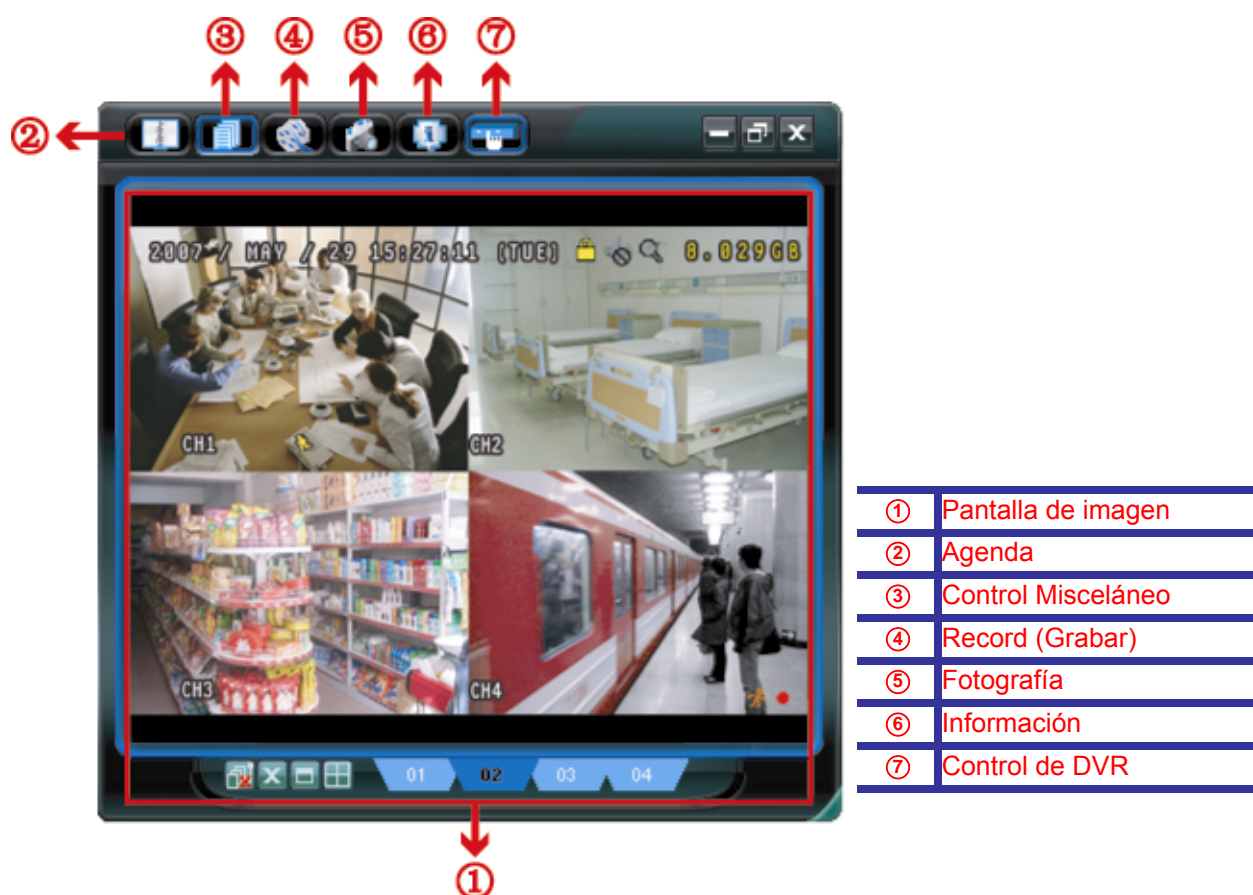 ③ ④ ⑤ ⑥ ⑦
②
2007 / MAY / 29 15:27:11 (TUE) 8.029GB
CH1 CH2
CH3 CH4
01 02 03 04
①
① Pantalla de imagen
② Agenda
③ Control Misceláneo
④ Record (Grabar)
⑤ Fotografía
⑥ Información
⑦ Control de DVR